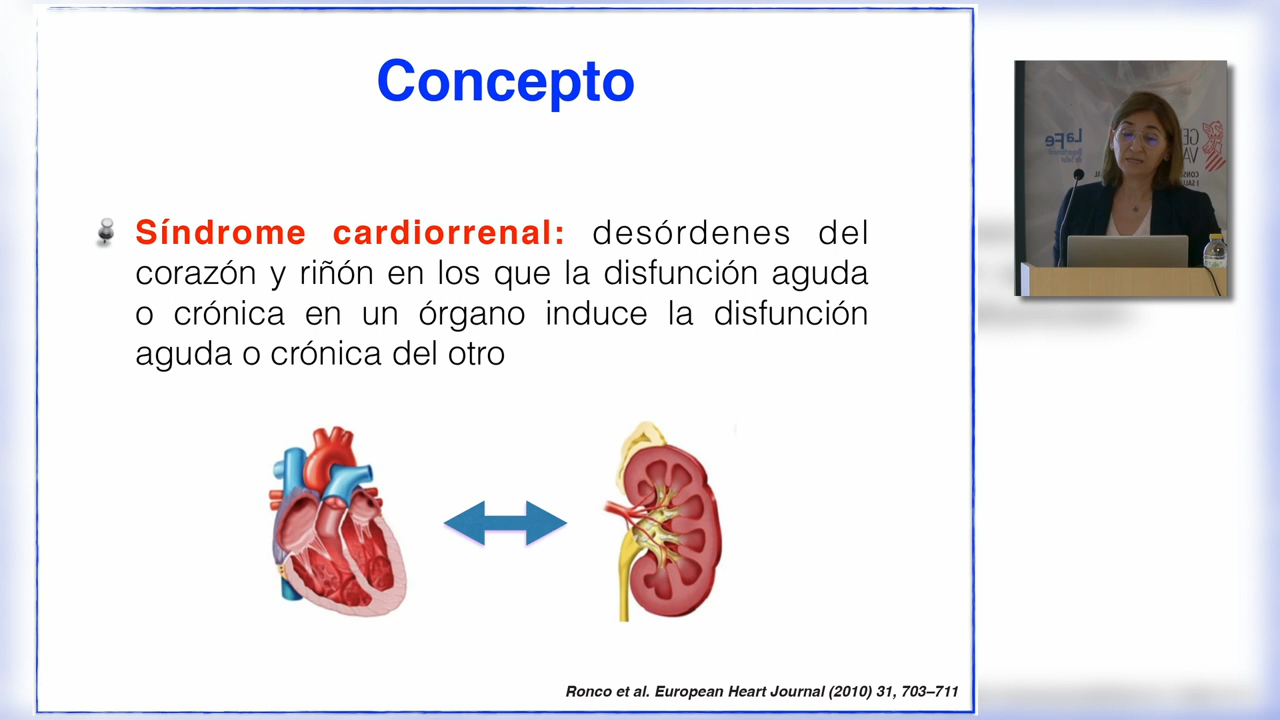 Concepto
Síndrome cardiorrenal: desórdenes del
corazón y riñón en los que la disfunción aguda
o crónica en un órgano induce la disfunción
aguda o crónica del otro
Ronco et al. European Heart Journal (2010) 31, 703–711
LaFe